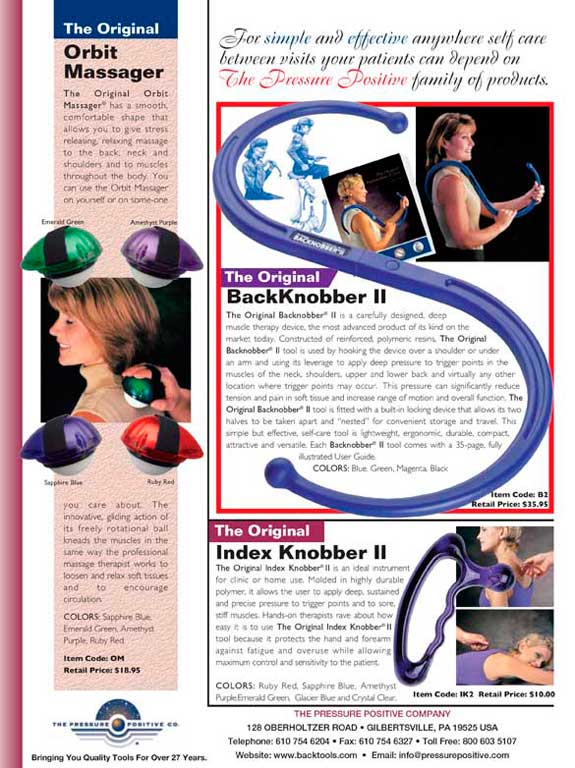 The Original
Orbit
Massager
The Original Orbit
Massager® has a smooth,
comfortable shape that
allows you to give stress
releasing, relaxing massage
to the back, neck and
shoulders and to muscles
throughout the body. You
can use the Orbit Massager
on yourself or on some-one
Emerald Green
Amethyst Purple
Sapphire Blue
Ruby Red
you care about. The
innovative, gliding action of
its freely rotational ball
kneads the muscles in the
same way the professional
massage therapist works to
loosen and relax soft tissues
and to encourage
circulation.
COLORS: Sapphire Blue,
Emerald Green, Amethyst
Purple, Ruby Red.
Item Code: OM
Retail Price: $18.95
THE PRESSURE POSITIVE CO.
Bringing You Quality Tools For Over 27 Years.
For simple and effective anywhere self care
between visits your patients can depend on
The Pressure Positive family of products.
BACKNOBBER® II
The Original
BackKnobber II
The Original Backnobber® II is a carefully designed, deep
muscle therapy device, the most advanced product of its kind on the
market today. Constructed of reinforced, polymeric resins, The Original
Backnobber® II tool is used by hooking the device over a shoulder or under
an arm and using its leverage to apply deep pressure to trigger points in the
muscles of the neck, shoulders, upper and lower back and virtually any other
location where trigger points may occur. This pressure can significantly reduce
tension and pain in soft tissue and increase range of motion and overall function. The
Original Backnobber® II tool is fitted with a built-in locking device that allows its two
halves to be taken apart and “nested” for convenient storage and travel. This
simple but effective, self-care tool is lightweight, ergonomic, durable, compact,
attractive and versatile. Each Backnobber® II tool comes with a 35-page, fully
illustrated User Guide.
COLORS: Blue, Green, Magenta, Black
Item Code: B2
Retail Price: $35.95
The Original
Index Knobber II
The Original Index Knobber® II is an ideal instrument
for clinic or home use. Molded in highly durable
polymer, it allows the user to apply deep, sustained
and precise pressure to trigger points and to sore,
stiff muscles. Hands-on therapists rave about how
easy it is to use The Original Index Knobber® II
tool because it protects the hand and forearm
against fatigue and overuse while allowing
maximum control and sensitivity to the patient.
COLORS: Ruby Red, Sapphire Blue, Amethyst
Purple,Emerald Green, Glacier Blue and Crystal Clear.
Item Code: IK2 Retail Price: $10.00
THE PRESSURE POSITIVE COMPANY
128 OBERHOLTZER ROAD • GILBERTSVILLE, PA 19525 USA
Telephone: 610 754 6204 • Fax: 610 754 6327 • Toll Free: 800 603 5107
Website: www.backtools.com • Email: info@pressurepositive.com